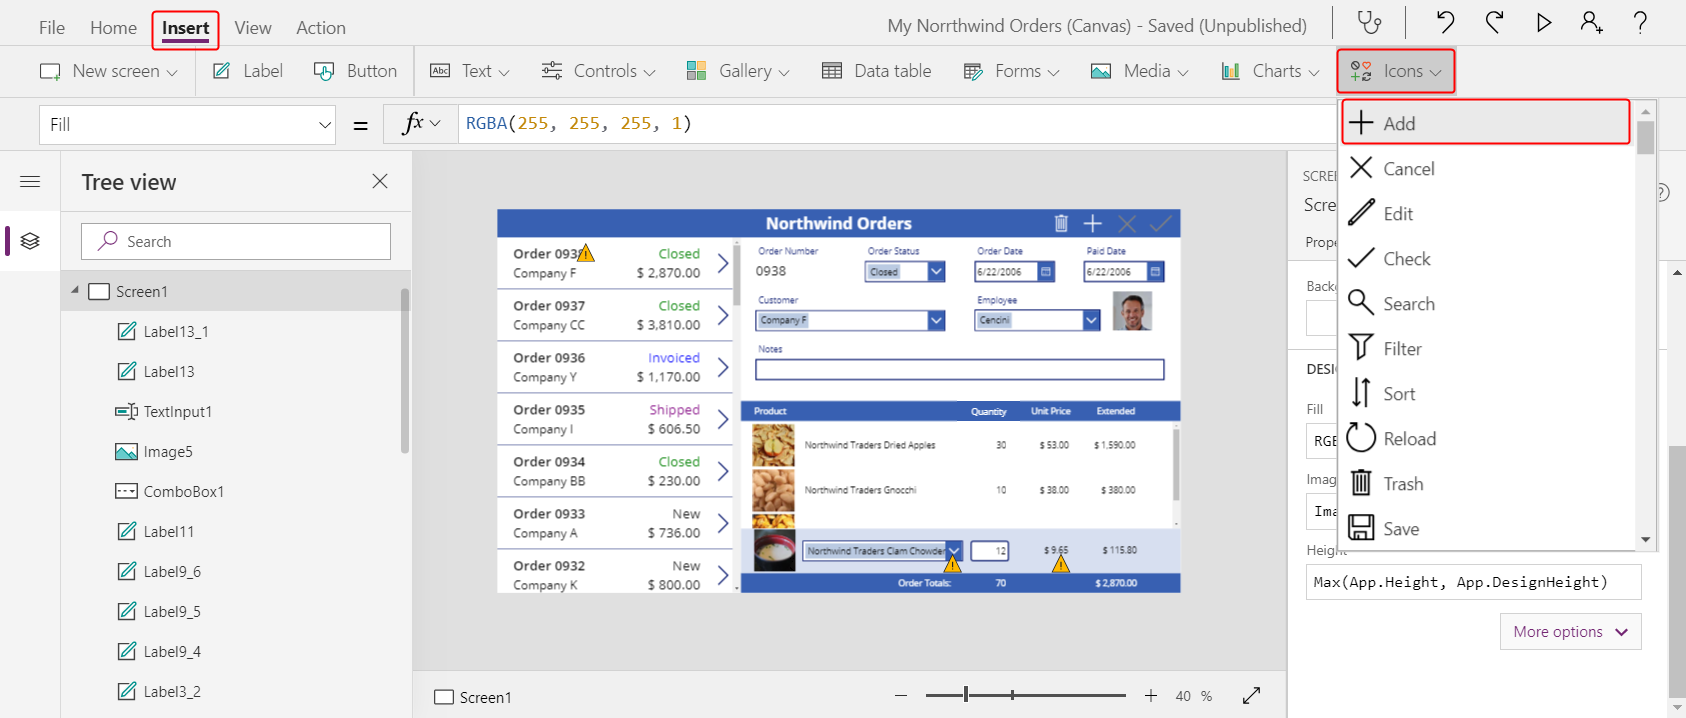 File Home Insert View Action
My Norrthwind Orders (Canvas) - Saved (Unpublished)
New screen Label Button Abc Text Controls Gallery Data table Forms Media Charts Icons
Fill = fx RGBA(255, 255, 255, 1)
Add
Cancel
Edit
Check
Search
Filter
Sort
Reload
Trash
Save
Tree view
Search
Screen1
Label13_1
Label13
TextInput1
Image5
ComboBox1
Label11
Label9_6
Label9_5
Label9_4
Label3_2
Northwind Orders
Order 0938 Closed
Company F $ 2,870.00
Order 0937 Closed
Company CC $ 3,810.00
Order 0936 Invoiced
Company Y $ 1,170.00
Order 0935 Shipped
Company I $ 606.50
Order 0934 Closed
Company BB $ 230.00
Order 0933 New
Company A $ 736.00
Order 0932 New
Company K $ 800.00
Order Number Order Status Order Date Paid Date
0938 Closed 6/22/2006 6/22/2006
Customer Employee
Company F Cencini
Notes
Product Quantity Unit Price Extended
Northwind Traders Dried Apples 30 $ 53.00 $ 1,590.00
Northwind Traders Gnocchi 10 $ 38.00 $ 380.00
Northwind Traders Clam Chowder 12 $ 9.65 $ 115.80
Order Totals: 70 $ 2,870.00
SCREE
Scre
Prope
Backg
DESIG
Fill
RGB
Imag
Ima
Height
Max(App.Height, App.DesignHeight)
More options
Screen1
40 %